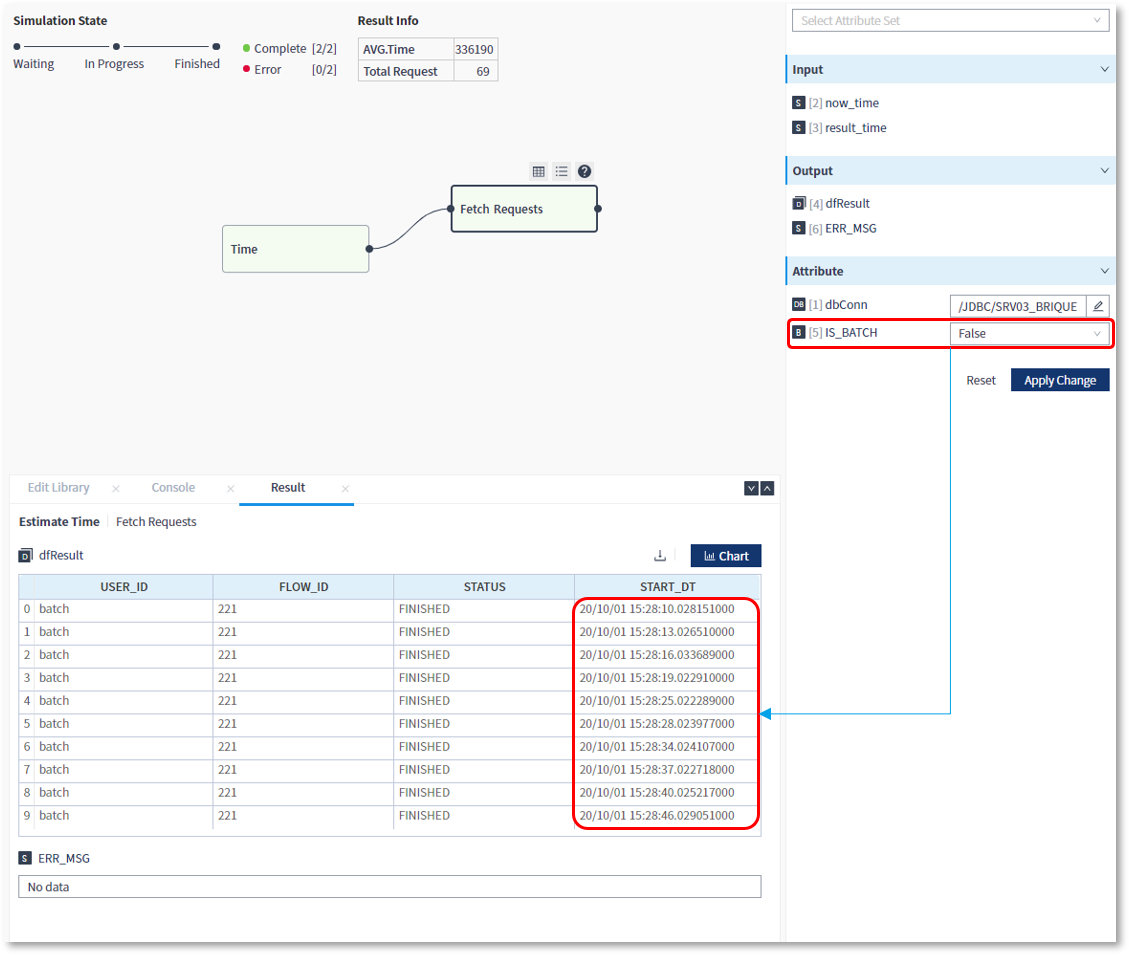 Simulation State
Waiting
In Progress
Finished
Complete [2/2]
Error [0/2]
Result Info
AVG.Time 336190
Total Request 69
Time
?
Fetch Requests
Edit Library
Console
Result
Estimate Time Fetch Requests
D dfResult
Chart
USER_ID FLOW_ID STATUS START_DT
0 batch 221 FINISHED 20/10/01 15:28:10.028151000
1 batch 221 FINISHED 20/10/01 15:28:13.026510000
2 batch 221 FINISHED 20/10/01 15:28:16.033689000
3 batch 221 FINISHED 20/10/01 15:28:19.022910000
4 batch 221 FINISHED 20/10/01 15:28:25.022289000
5 batch 221 FINISHED 20/10/01 15:28:28.023977000
6 batch 221 FINISHED 20/10/01 15:28:34.024107000
7 batch 221 FINISHED 20/10/01 15:28:37.022718000
8 batch 221 FINISHED 20/10/01 15:28:40.025217000
9 batch 221 FINISHED 20/10/01 15:28:46.029051000
S ERR_MSG
No data
Select Attribute Set
Input
S [2] now_time
S [3] result_time
Output
D [4] dfResult
S [6] ERR_MSG
Attribute
DB [1] dbConn /JDBC/SRV03_BRIQUE
B [5] IS_BATCH False
Reset
Apply Change